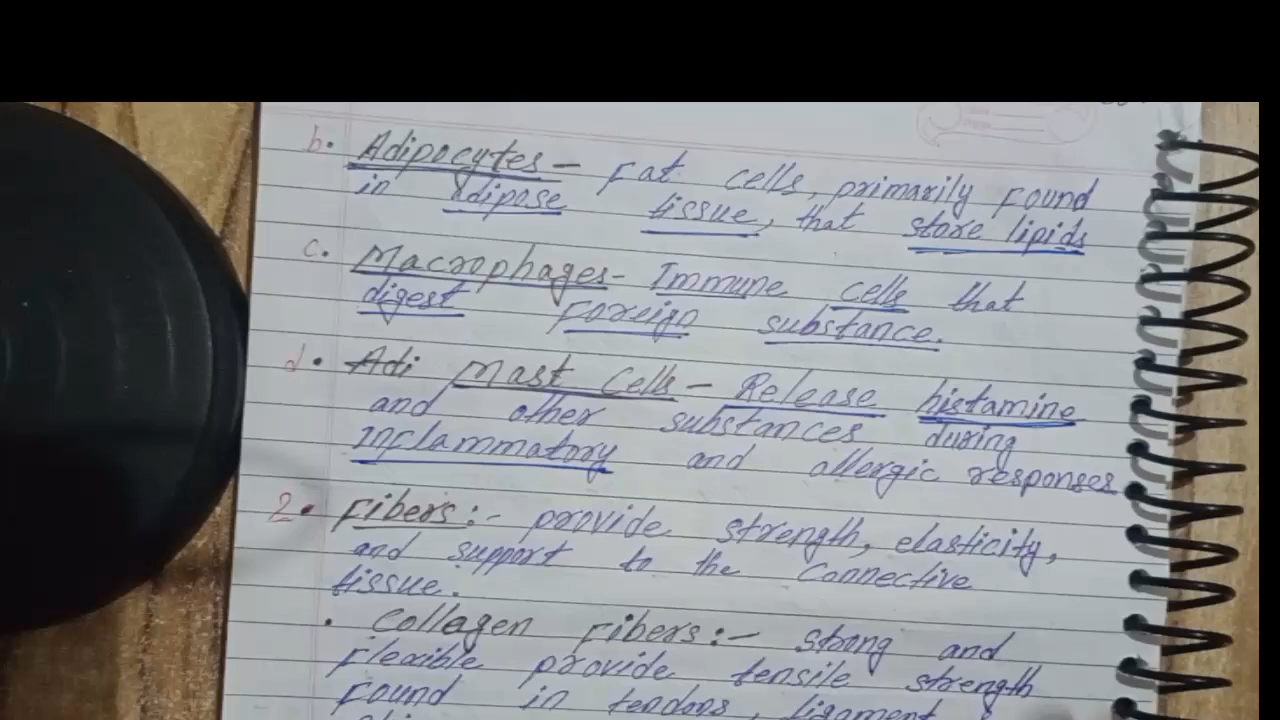 b. Adipocytes - Fat cells, primarily found
in adipose tissue, that store lipids
c. Macrophages - Immune cells that
digest foreign substance.
d. Adi Mast Cells - Release histamine
and other substances during
inflammatory and allergic responses
2. Fibers:- provide strength, elasticity,
and support to the connective
tissue.
. Collagen fibers:- strong and
flexible provide tensile strength
found in tendons, ligament